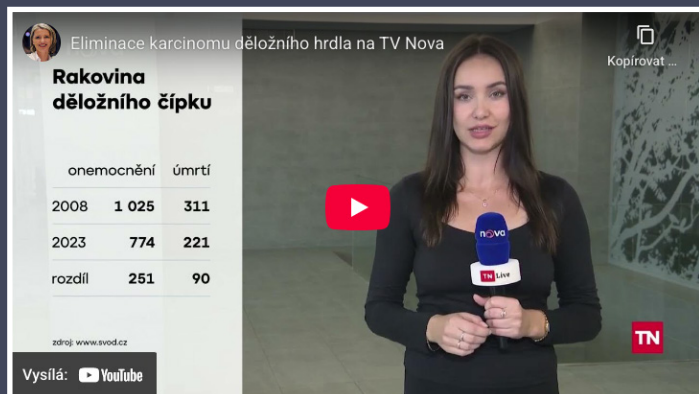 Eliminace karcinomu děložního hrdla na TV Nova
Kopírovat ...
Rakovina
děložního čípku
onemocnění úmrtí
2008 1 025 311
2023 774 221
rozdíl 251 90
zdroj: www.svod.cz
nova
TN Live
TN
Vysílá: YouTube